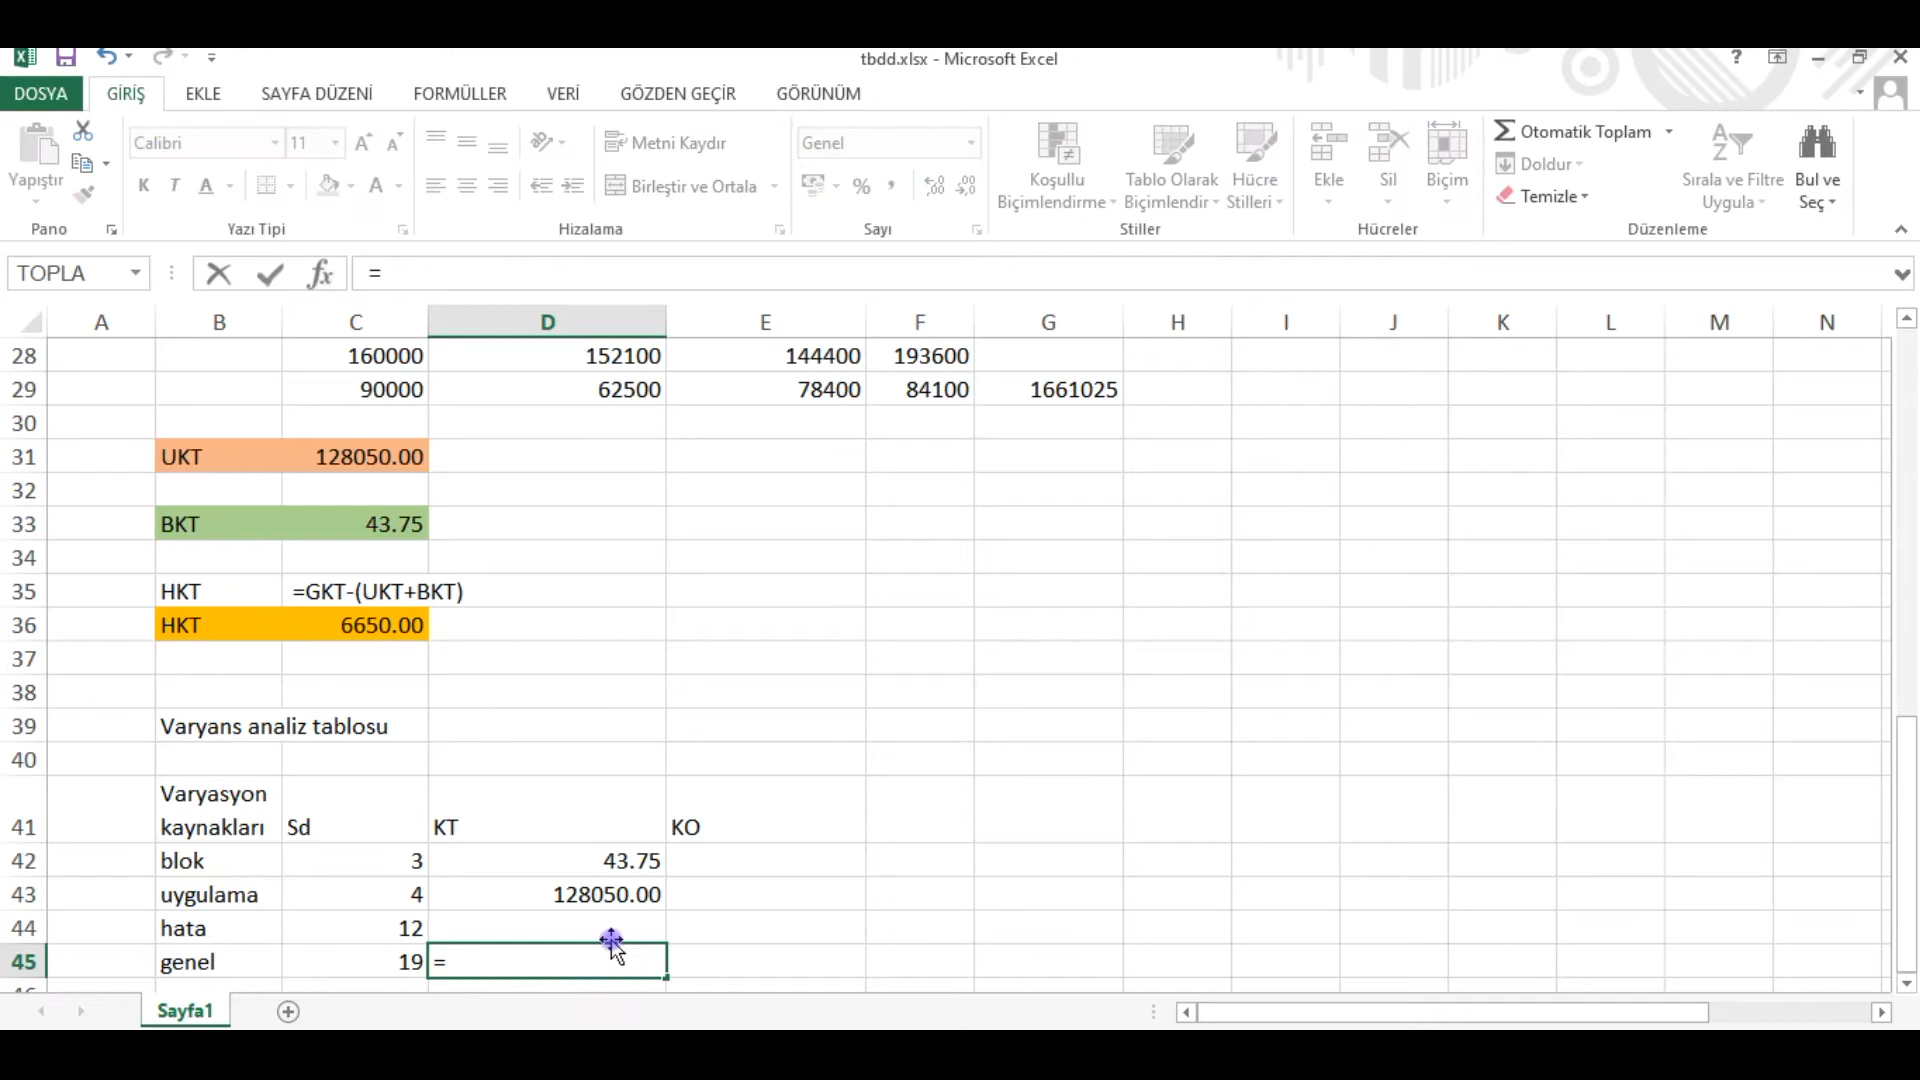 tbdd.xlsx - Microsoft Excel
?
DOSYA GİRİŞ EKLE SAYFA DÜZENİ FORMÜLLER VERİ GÖZDEN GEÇİR GÖRÜNÜM
Yapıştır
Pano
Calibri 11
K T A A
Yazı Tipi
Metni Kaydır
Birleştir ve Ortala
Hizalama
Genel
%
Sayı
Koşullu Biçimlendirme
Tablo Olarak Biçimlendir
Hücre Stilleri
Stiller
Ekle
Sil
Biçim
Hücreler
Otomatik Toplam
Doldur
Temizle
Sırala ve Filtre Uygula
Bul ve Seç
Düzenleme
TOPLA fx =
A B C D E F G H I J K L M N
28 160000 152100 144400 193600
29 90000 62500 78400 84100 1661025
30
31 UKT 128050.00
32
33 BKT 43.75
34
35 HKT =GKT-(UKT+BKT)
36 HKT 6650.00
37
38
39 Varyans analiz tablosu
40
Varyasyon
41 kaynakları Sd KT KO
42 blok 3 43.75
43 uygulama 4 128050.00
44 hata 12
45 genel 19 =
Sayfa1